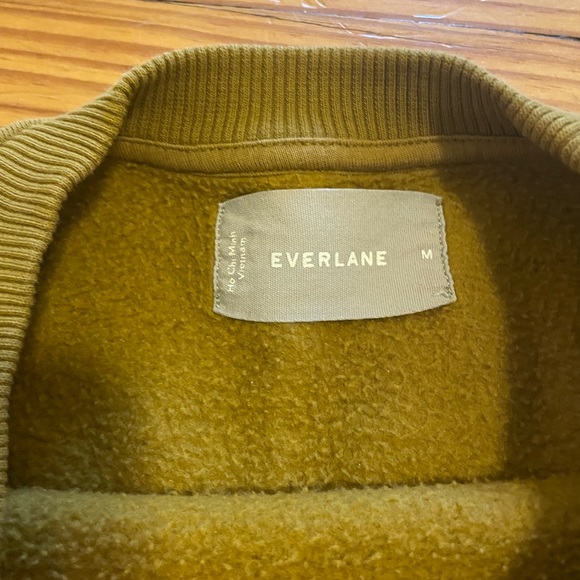 Ho Chi Minh
Vietnam
EVERLANE
M